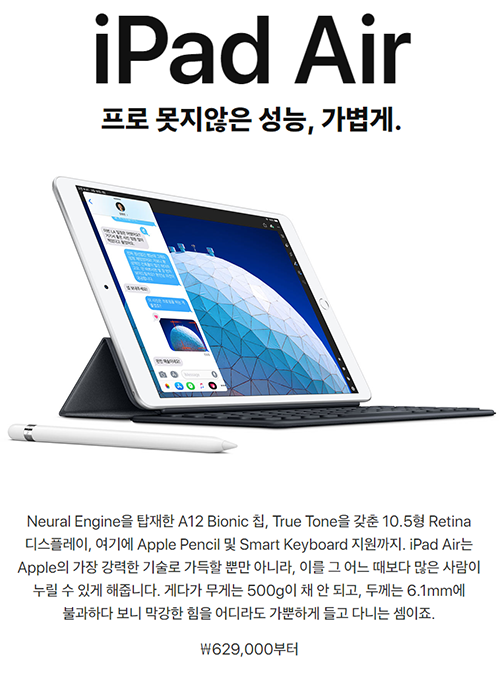 iPad Air
프로 못지않은 성능, 가볍게.
Neural Engine을 탑재한 A12 Bionic 칩, True Tone을 갖춘 10.5형 Retina
디스플레이, 여기에 Apple Pencil 및 Smart Keyboard 지원까지. iPad Air는
Apple의 가장 강력한 기술로 가득할 뿐만 아니라, 이를 그 어느 때보다 많은 사람이
누릴 수 있게 해줍니다. 게다가 무게는 500g이 채 안 되고, 두께는 6.1mm에
불과하다 보니 막강한 힘을 어디라도 가뿐하게 들고 다니는 셈이죠.
₩629,000부터